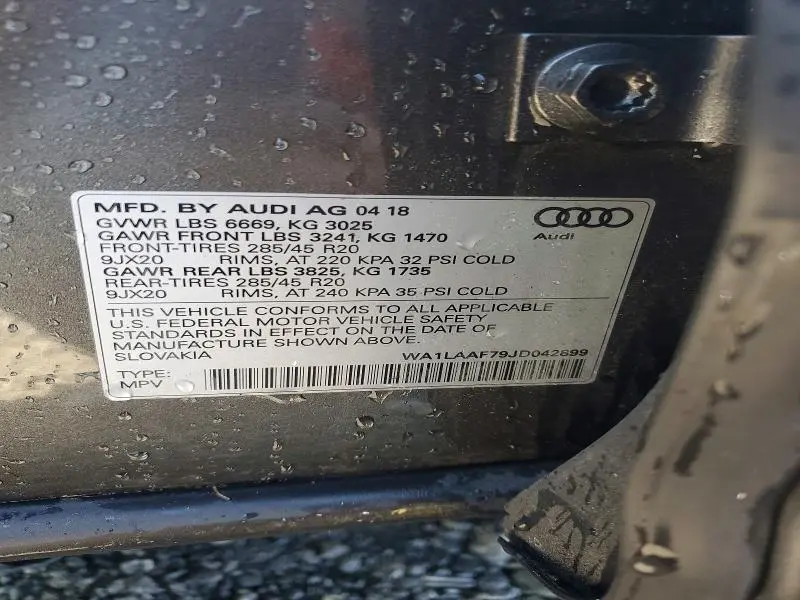 MFD. BY AUDI AG 04 18
GVWR LBS 6669, KG 3025
GAWR FRONT LBS 3241, KG 1470
FRONT-TIRES 285/45 R20
9JX20 RIMS, AT 220 KPA 32 PSI COLD
GAWR REAR LBS 3825, KG 1735
REAR-TIRES 285/45 R20
9JX20 RIMS, AT 240 KPA 35 PSI COLD
Audi
THIS VEHICLE CONFORMS TO ALL APPLICABLE
U.S. FEDERAL MOTOR VEHICLE SAFETY
STANDARDS IN EFFECT ON THE DATE OF
MANUFACTURE SHOWN ABOVE.
SLOVAKIA WA1LAAF79JD042899
TYPE:
MPV